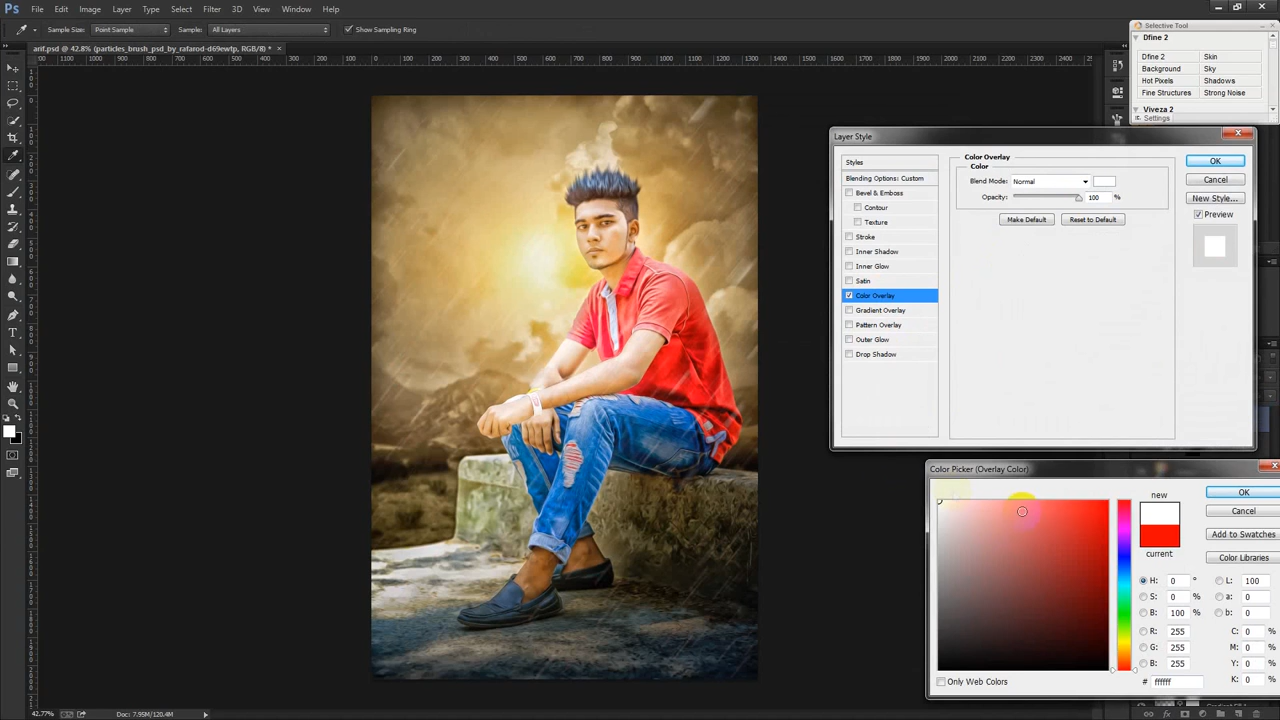 Ps File Edit Image Layer Type Select Filter 3D View Window Help
Sample Size: Point Sample Sample: All Layers Show Sampling Ring
arif.psd @ 42.8% (particles_brush_psd_by_rafarod-d69ewtp, RGB/8) * ×
Selective Tool
Dfine 2
Dfine 2 Skin
Background Sky
Hot Pixels Shadows
Fine Structures Strong Noise
Viveza 2
Settings
Layer Style
Styles
Blending Options: Custom
Bevel & Emboss
Contour
Texture
Stroke
Inner Shadow
Inner Glow
Satin
Color Overlay
Gradient Overlay
Pattern Overlay
Outer Glow
Drop Shadow
Color Overlay
Color
Blend Mode: Normal
Opacity: 100 %
Make Default Reset to Default
OK
Cancel
New Style...
Preview
Color Picker (Overlay Color)
new
current
OK
Cancel
Add to Swatches
Color Libraries
H: 0 ° L: 100
S: 0 % a: 0
B: 100 % b: 0
R: 255 C: 0 %
G: 255 M: 0 %
B: 255 Y: 0 %
# ffffff K: 0 %
Only Web Colors
42.77% Doc: 7.95M/120.4M